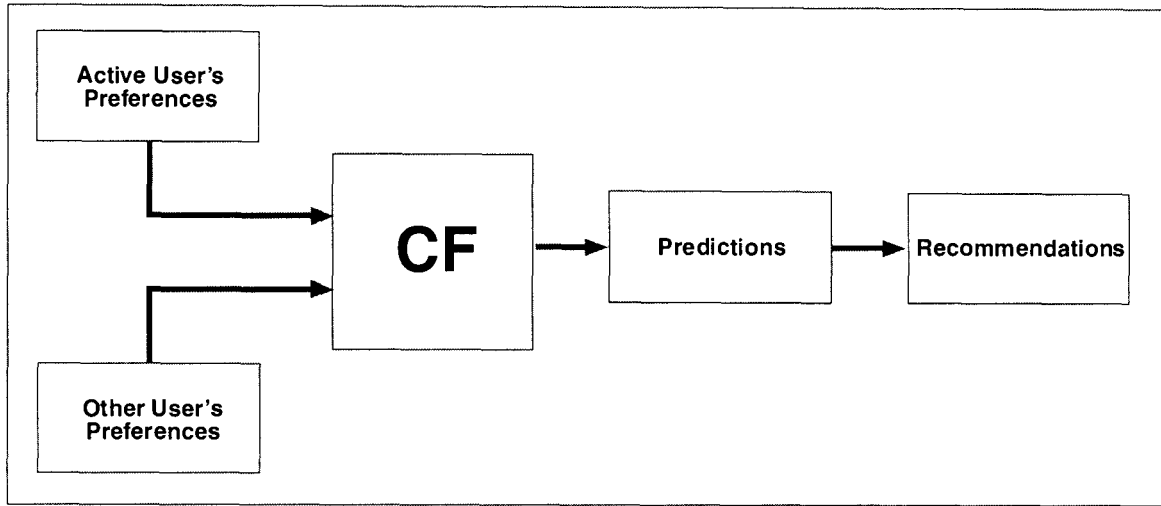 Active User's
Preferences
CF
Predictions
Recommendations
Other User's
Preferences